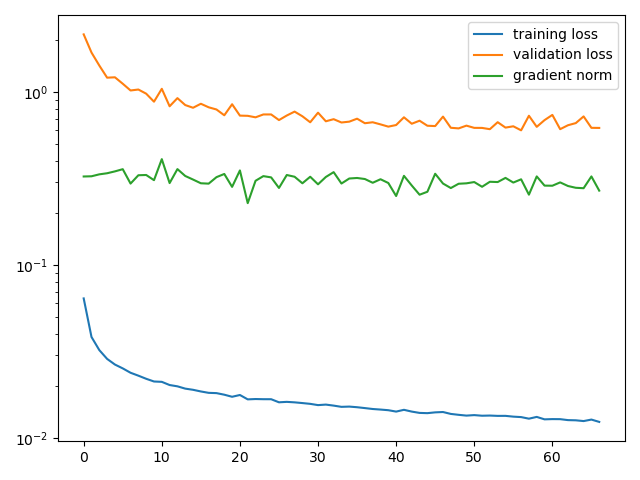 training loss
validation loss
gradient norm
10⁰
10⁻¹
10⁻²
0 10 20 30 40 50 60